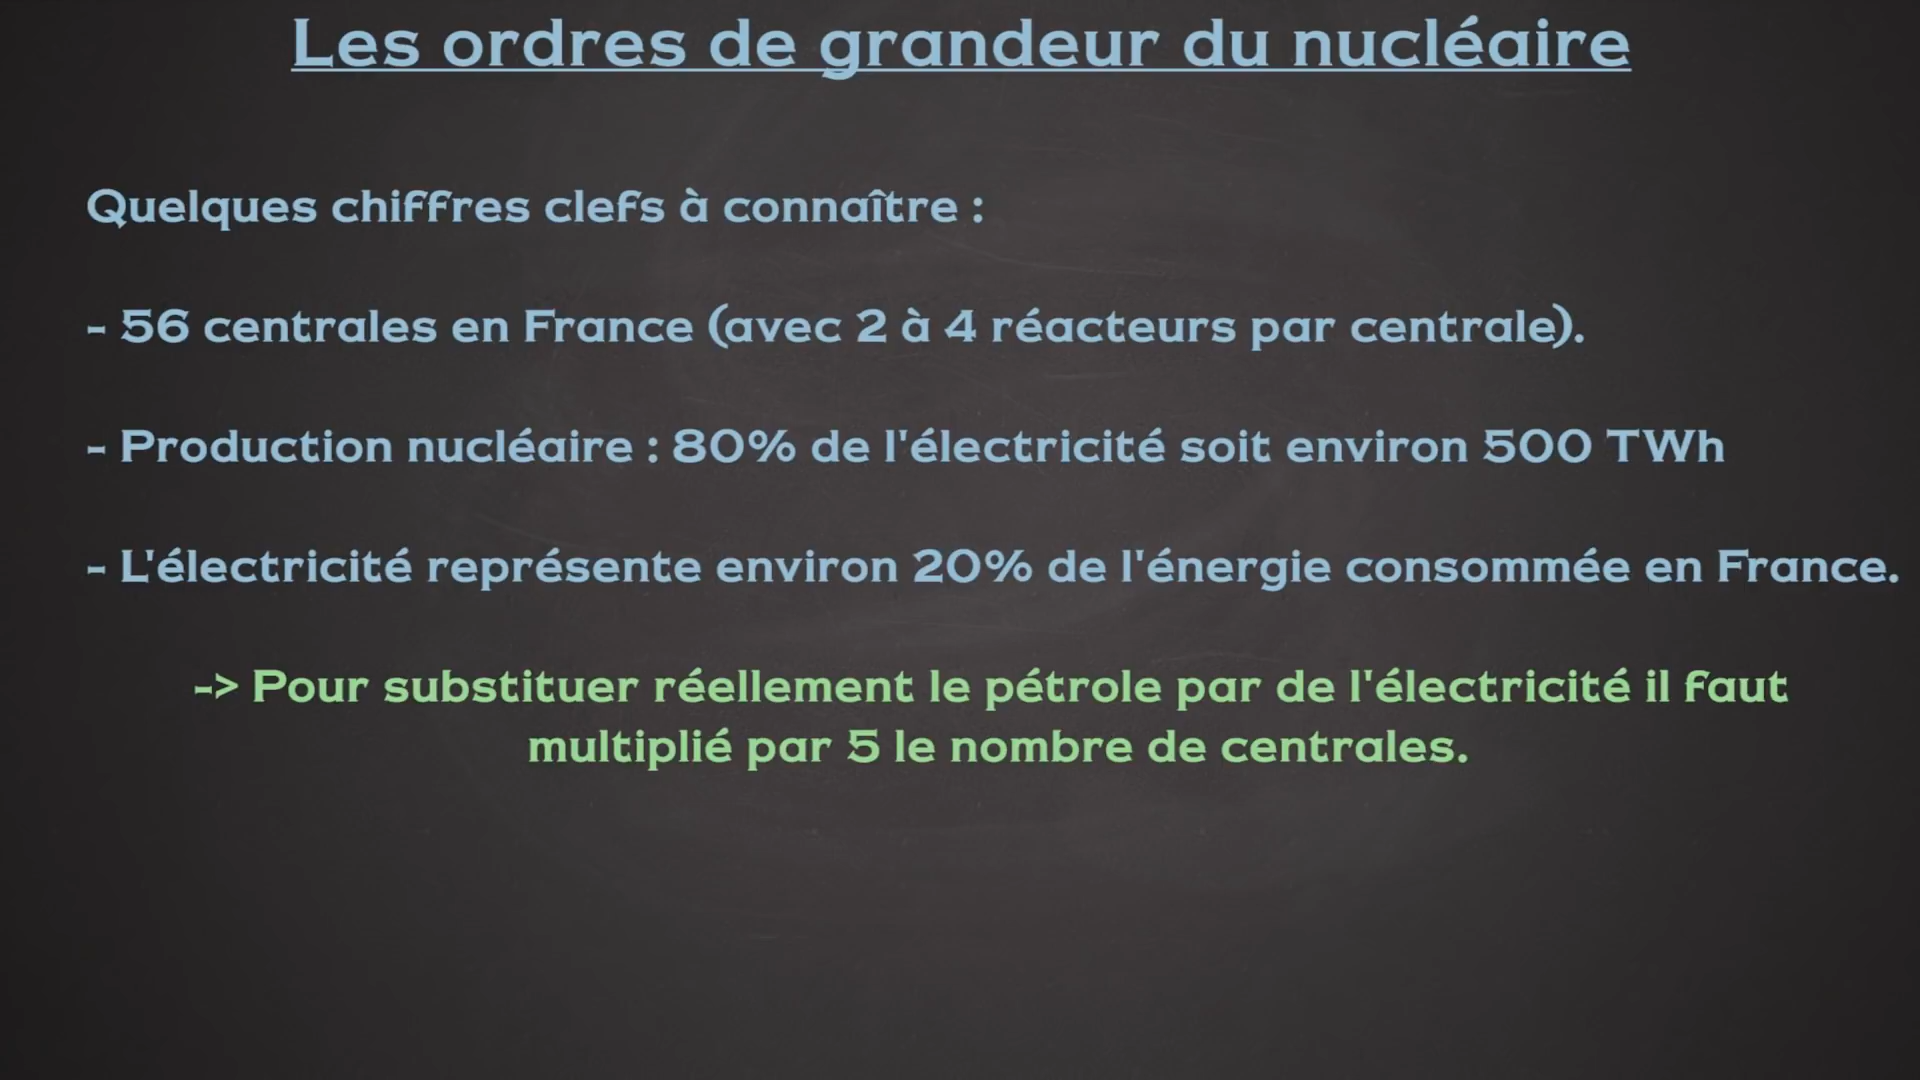 Les ordres de grandeur du nucléaire
Quelques chiffres clefs à connaître :
- 56 centrales en France (avec 2 à 4 réacteurs par centrale).
- Production nucléaire : 80% de l'électricité soit environ 500 TWh
- L'électricité représente environ 20% de l'énergie consommée en France.
-> Pour substituer réellement le pétrole par de l'électricité il faut
multiplié par 5 le nombre de centrales.